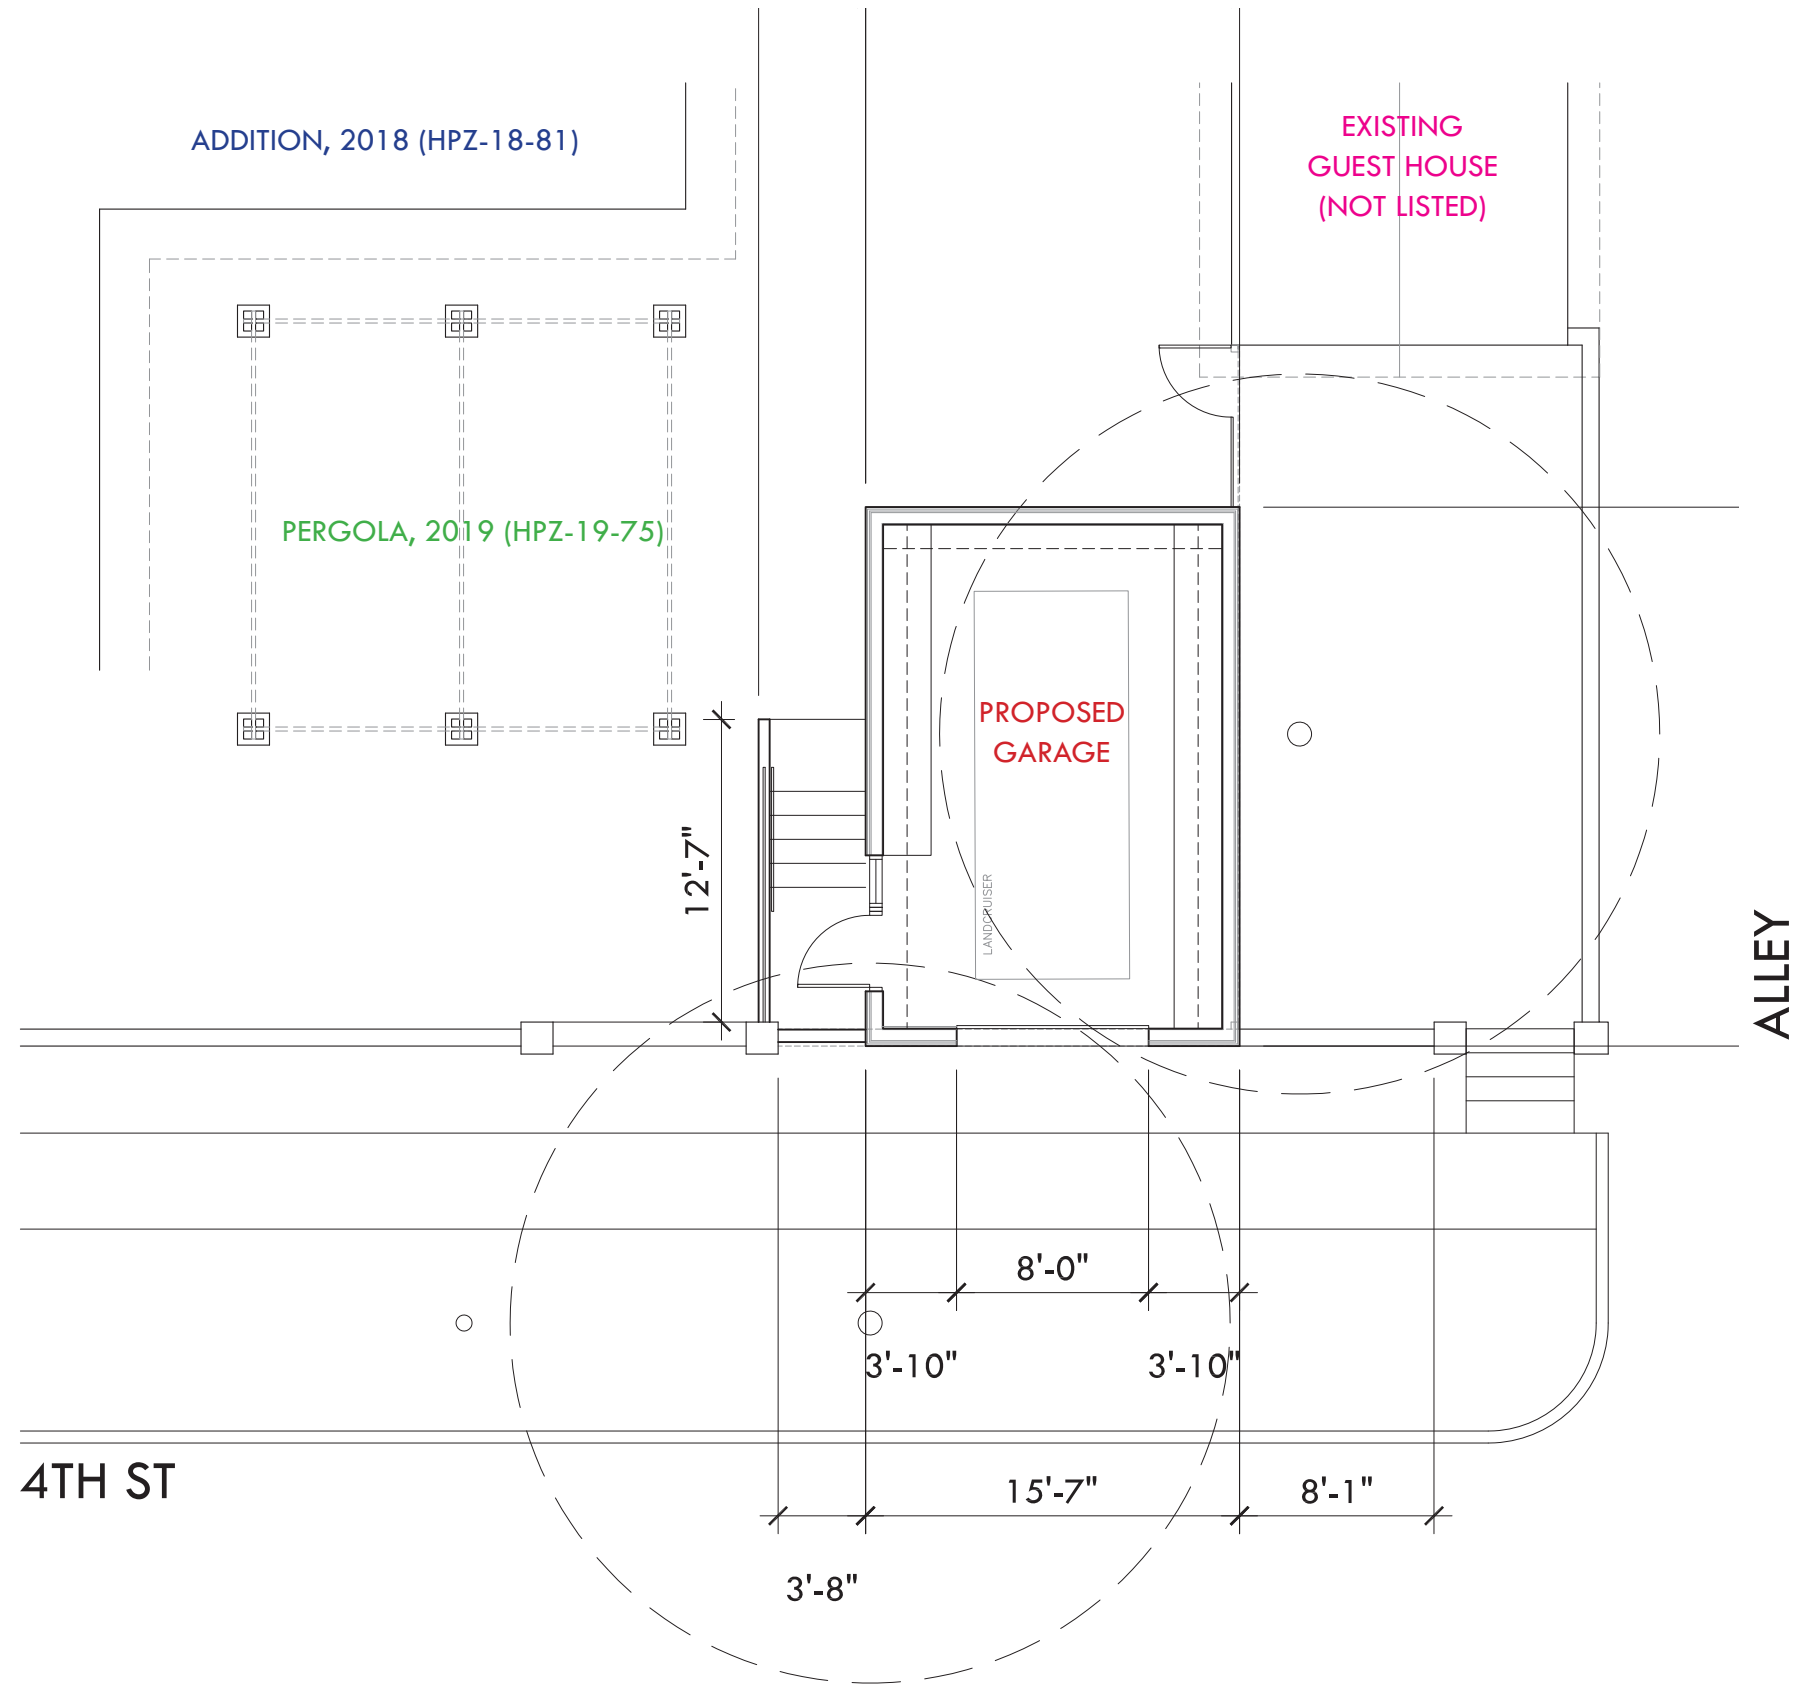 ADDITION, 2018 (HPZ-18-81)
EXISTING
GUEST HOUSE
(NOT LISTED)
PERGOLA, 2019 (HPZ-19-75)
PROPOSED
GARAGE
LANDCRUISER
12'-7"
ALLEY
8'-0"
3'-10"
3'-10"
4TH ST
15'-7"
8'-1"
3'-8"